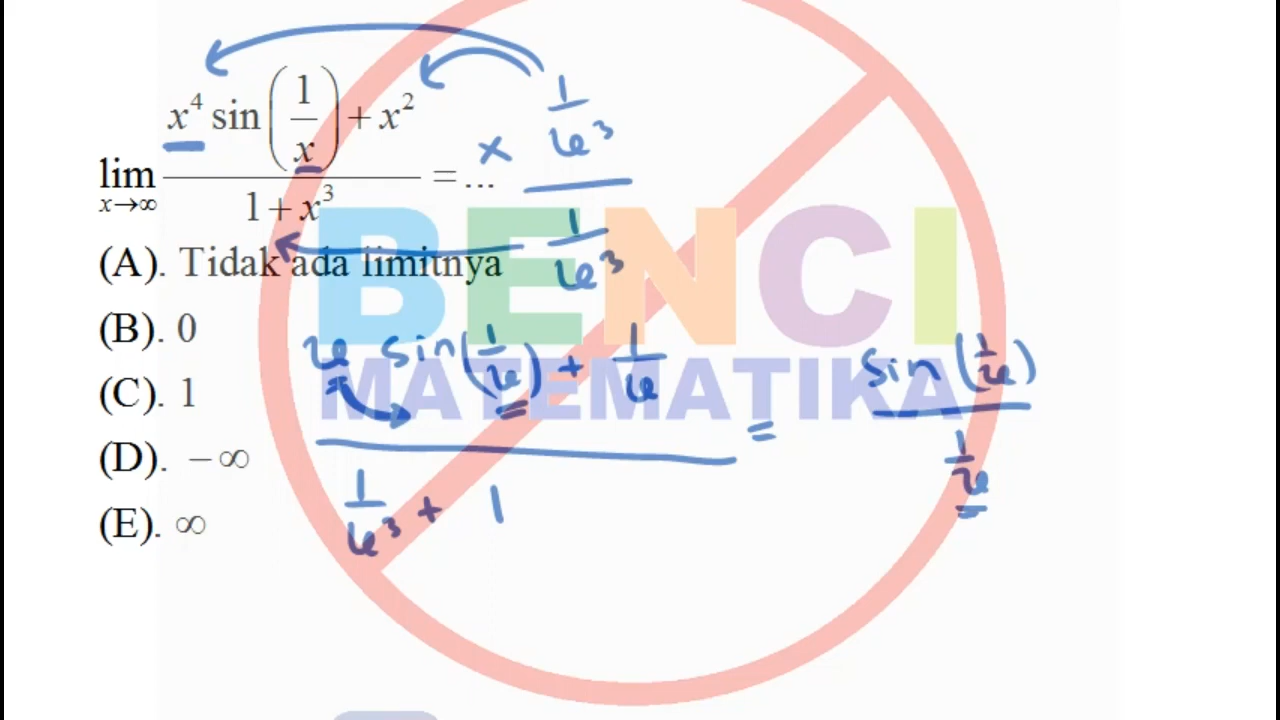 lim x→∞ (x⁴ sin(1/x) + x²) / (1 + x³) = ... × (1/x³) / (1/x³)
(A). Tidak ada limitnya
(B). 0
(C). 1
(D). −∞
(E). ∞
BENCI
MATEMATIKA
(x sin(1/x) + 1/x) / (1/x³ + 1) = sin(1/x) / (1/x)